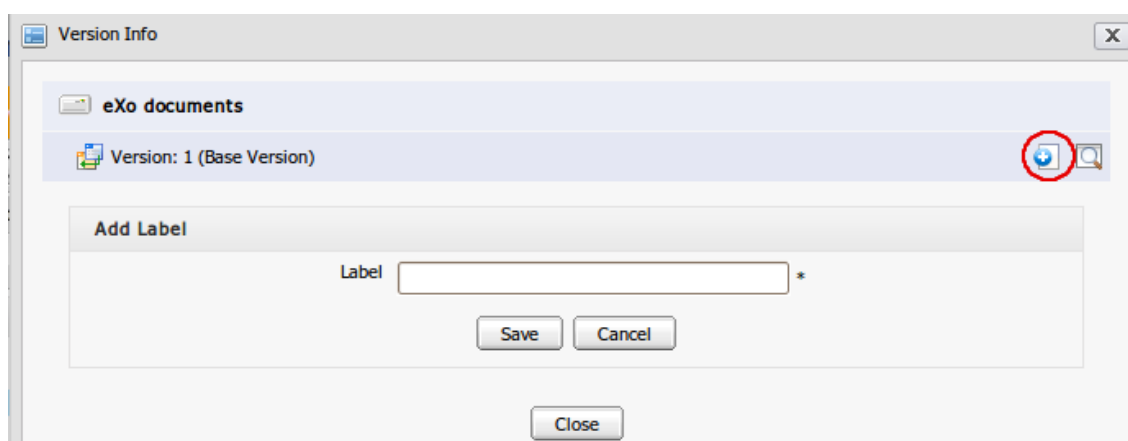 Version Info
X
eXo documents
Version: 1 (Base Version)
Add Label
Label *
Save Cancel
Close